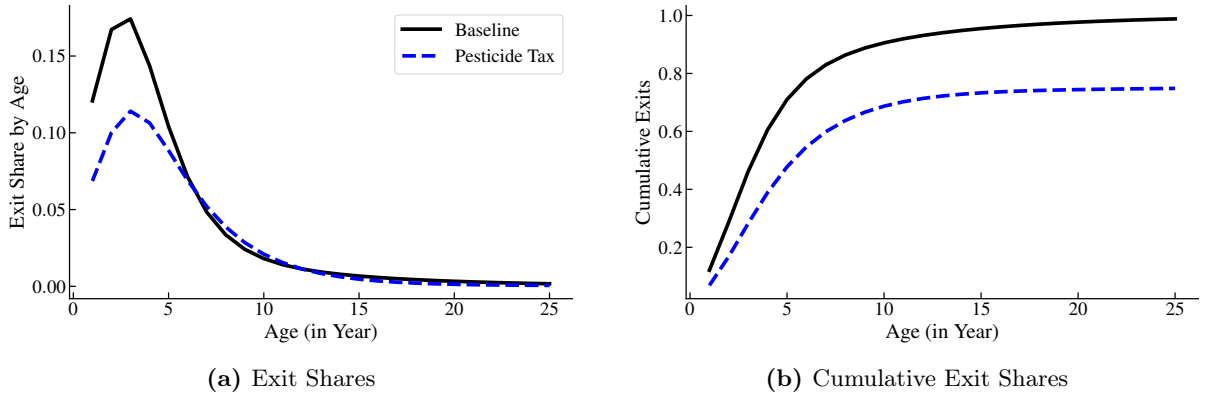 Exit Share by Age
0.15
0.10
0.05
0.00
Baseline
Pesticide Tax
0 5 10 15 20 25
Age (in Year)
(a) Exit Shares
Cumulative Exits
1.0
0.8
0.6
0.4
0.2
0 5 10 15 20 25
Age (in Year)
(b) Cumulative Exit Shares